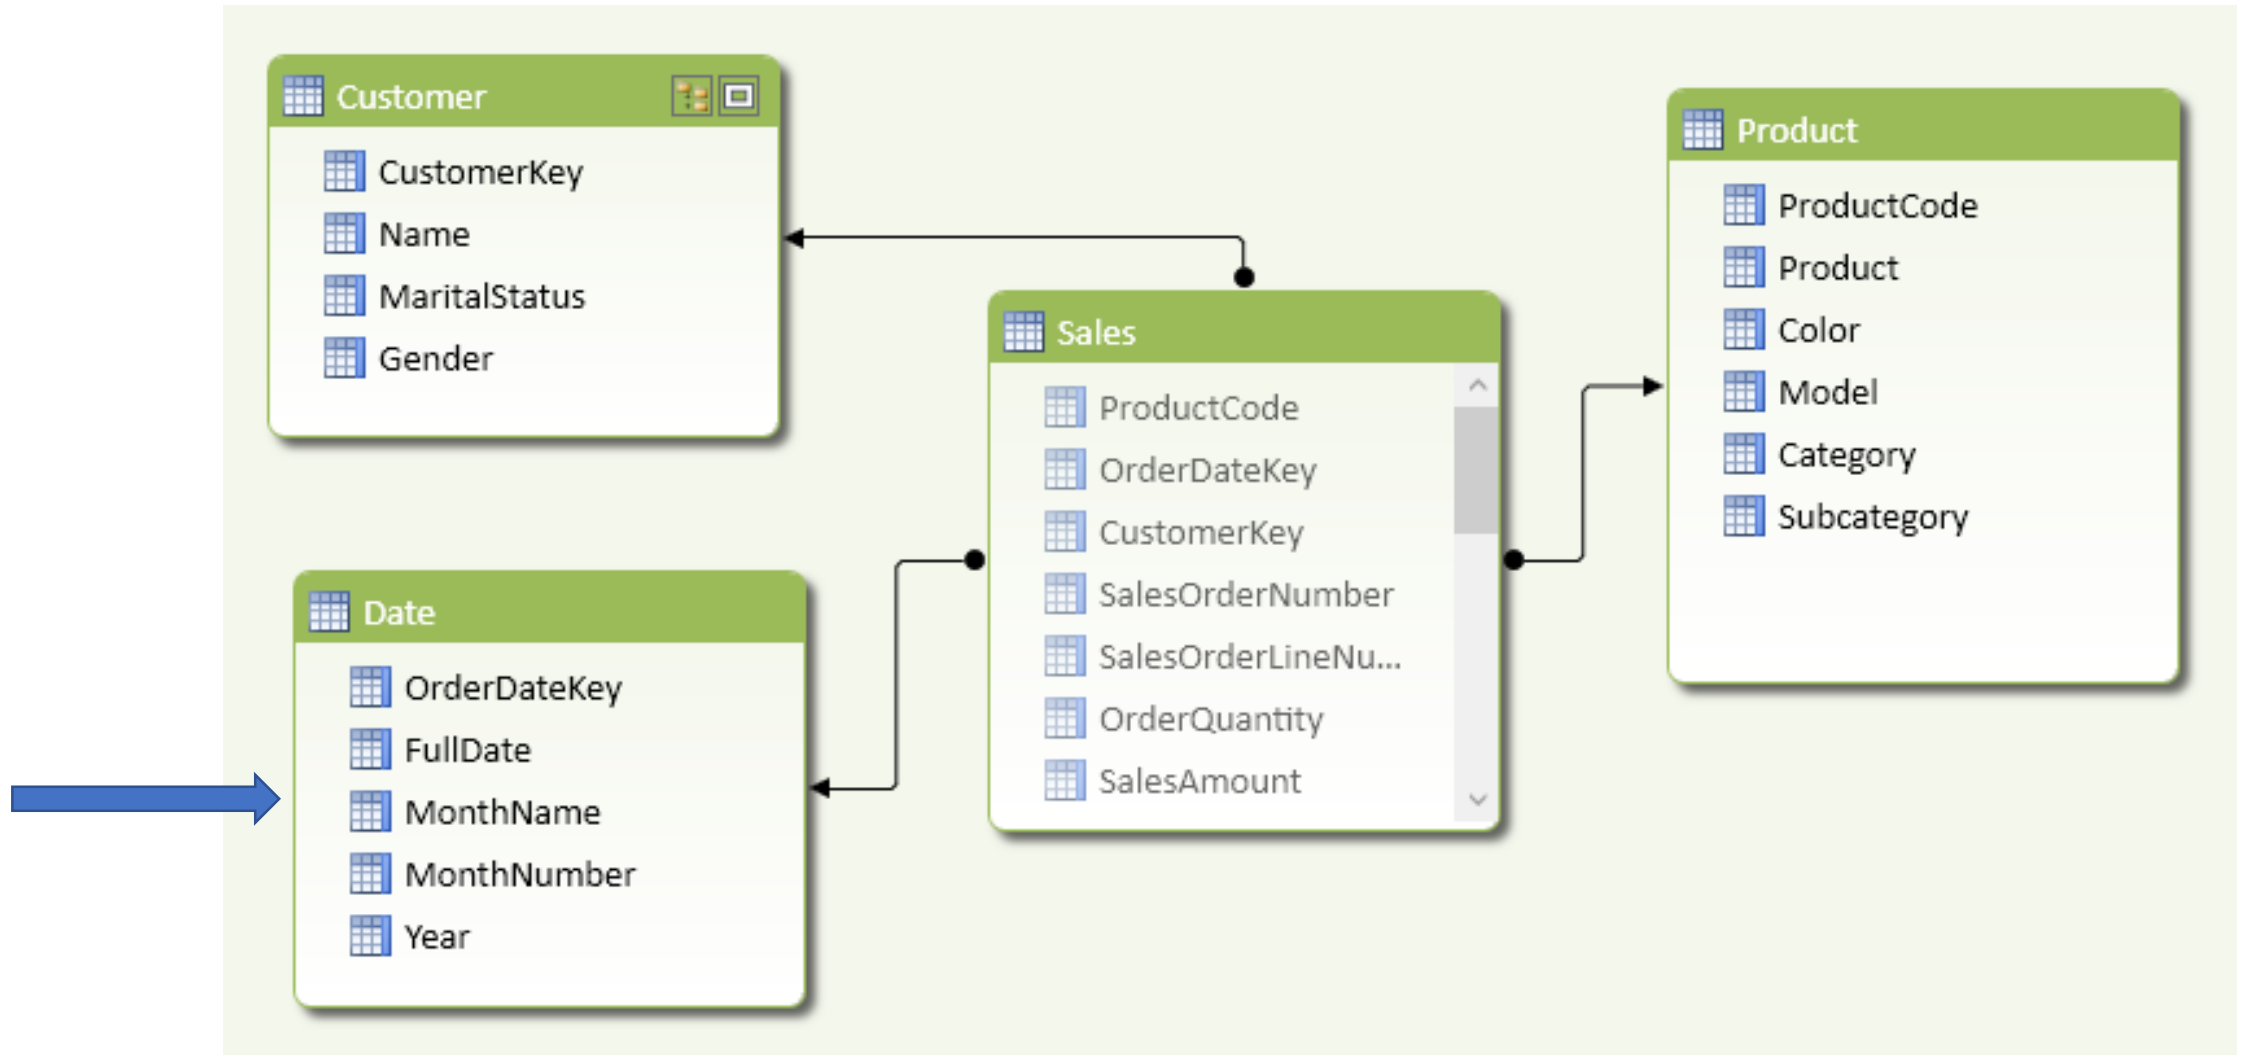 Customer
CustomerKey
Name
MaritalStatus
Gender
Date
OrderDateKey
FullDate
MonthName
MonthNumber
Year
Sales
ProductCode
OrderDateKey
CustomerKey
SalesOrderNumber
SalesOrderLineNu...
OrderQuantity
SalesAmount
Product
ProductCode
Product
Color
Model
Category
Subcategory